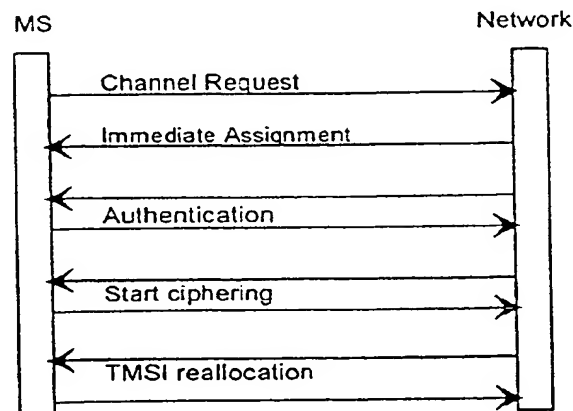 MS
Network
Channel Request
Immediate Assignment
Authentication
Start ciphering
TMSI reallocation